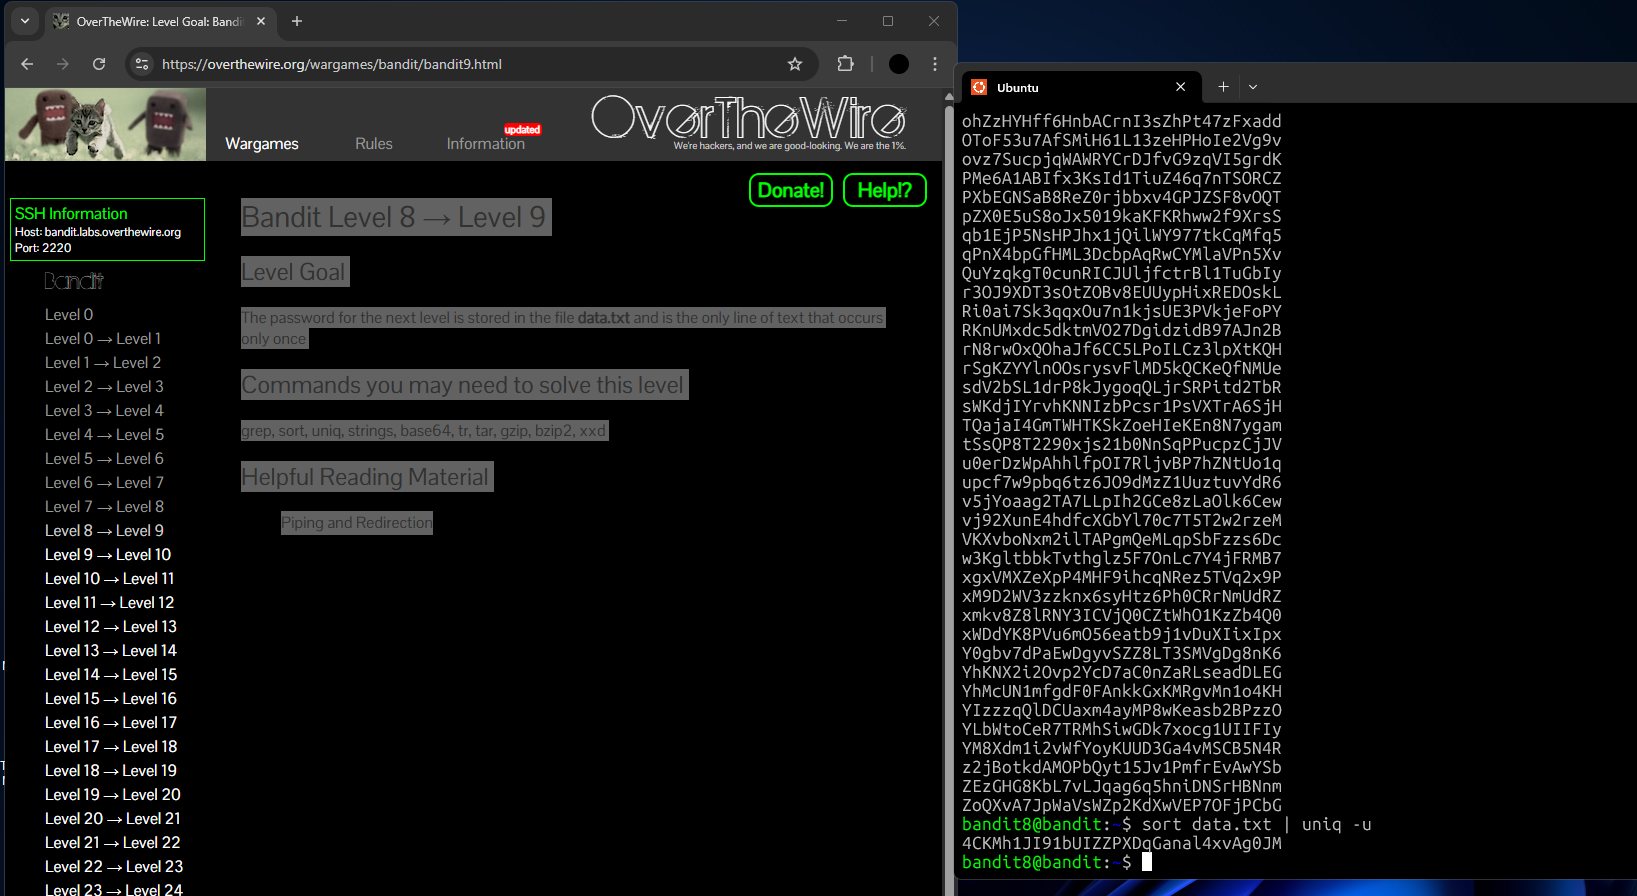 OverTheWire: Level Goal: Bandit
https://overthewire.org/wargames/bandit/bandit9.html
Wargames
Rules
Information
updated
OverTheWire
We're hackers, and we are good-looking. We are the 1%.
Donate!
Help!?
SSH Information
Host: bandit.labs.overthewire.org
Port: 2220
Bandit
Level 0
Level 0 → Level 1
Level 1 → Level 2
Level 2 → Level 3
Level 3 → Level 4
Level 4 → Level 5
Level 5 → Level 6
Level 6 → Level 7
Level 7 → Level 8
Level 8 → Level 9
Level 9 → Level 10
Level 10 → Level 11
Level 11 → Level 12
Level 12 → Level 13
Level 13 → Level 14
Level 14 → Level 15
Level 15 → Level 16
Level 16 → Level 17
Level 17 → Level 18
Level 18 → Level 19
Level 19 → Level 20
Level 20 → Level 21
Level 21 → Level 22
Level 22 → Level 23
Level 23 → Level 24
Bandit Level 8 → Level 9
Level Goal
The password for the next level is stored in the file data.txt and is the only line of text that occurs
only once
Commands you may need to solve this level
grep, sort, uniq, strings, base64, tr, tar, gzip, bzip2, xxd
Helpful Reading Material
Piping and Redirection
Ubuntu
ohZzHYHff6HnbACrnI3sZhPt47zFxadd
OToF53u7AfSMiH61L13zeHPHoIe2Vg9v
ovz7SucpjqWAWRYCrDJfvG9zqVI5grdK
PMe6A1ABIfx3KsId1TiuZ46q7nTSORCZ
PXbEGNSaB8ReZ0rjbbxv4GPJZSF8vOQT
pZX0E5uS8oJx5019kaKFKRhww2f9XrsS
qb1EjP5NsHPJhx1jQilWY977tkCqMfq5
qPnX4bpGfHML3DcbpAqRwCYMlaVPn5Xv
QuYzqkgT0cunRICJUljfctrBl1TuGbIy
r3OJ9XDT3sOtZOBv8EUUypHixREDOskL
Ri0ai7Sk3qqxOu7n1kjsUE3PVkjeFoPY
RKnUMxdc5dktmVO27DgidzidB97AJn2B
rN8rwOxQOhaJf6CC5LPoILCz3lpXtKQH
rSgKZYYlnOOsrysvFlMD5kQCKeQfNMUe
sdV2bSL1drP8kJygoqQLjrSRPitd2TbR
sWKdjIYrvhKNNIzbPcsr1PsVXTrA6SjH
TQajaI4GmTWHTKSkZoeHIeKEn8N7ygam
tSsQP8T2290xjs21b0NnSqPPucpzCjJV
u0erDzWpAhhlfpOI7RljvBP7hZNtUo1q
upcf7w9pbq6tz6JO9dMzZ1UuztuvYdR6
v5jYoaag2TA7LLpIh2GCe8zLaOlk6Cew
vj92XunE4hdfcXGbYl70c7T5T2w2rzeM
VKXvboNxm2ilTAPgmQeMLqpSbFzzs6Dc
w3KgltbbkTvthglz5F7OnLc7Y4jFRMB7
xgxVMXZeXpP4MHF9ihcqNRez5TVq2x9P
xM9D2WV3zzknx6syHtz6Ph0CRrNmUdRZ
xmkv8Z8lRNY3ICVjQ0CZtWhO1KzZb4Q0
xWDdYK8PVu6mO56eatb9j1vDuXIixIpx
Y0gbv7dPaEwDgyvSZZ8LT3SMVgDg8nK6
YhKNX2i2Ovp2YcD7aC0nZaRLseadDLEG
YhMcUN1mfgdF0FAnkkGxKMRgvMn1o4KH
YIzzzqQlDCUaxm4ayMP8wKeasb2BPzzO
YLbWtoCeR7TRMhSiwGDk7xocg1UIIFIy
YM8Xdm1i2vWfYoyKUUD3Ga4vMSCB5N4R
z2jBotkdAMOPbQyt15Jv1PmfrEvAwYSb
ZEzGHG8KbL7vLJqag6q5hniDNSrHBNnm
ZoQXvA7JpWaVsWZp2KdXwVEP7OFjPCbG
bandit8@bandit:~$ sort data.txt | uniq -u
4CKMh1JI91bUIZZPXDqGanal4xvAg0JM
bandit8@bandit:~$